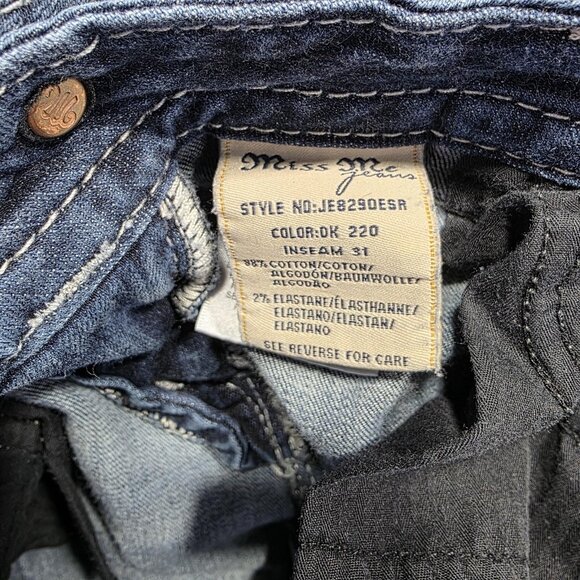 Miss Me
jeans
STYLE NO:JE8290ESR
COLOR:DK 220
INSEAM 31
98% COTTON/COTON/
ALGODÓN/BAUMWOLLE/
ALGODÃO
2% ELASTANE/ÉLASTHANNE/
ELASTANO/ELASTAN/
ELASTANO
SEE REVERSE FOR CARE